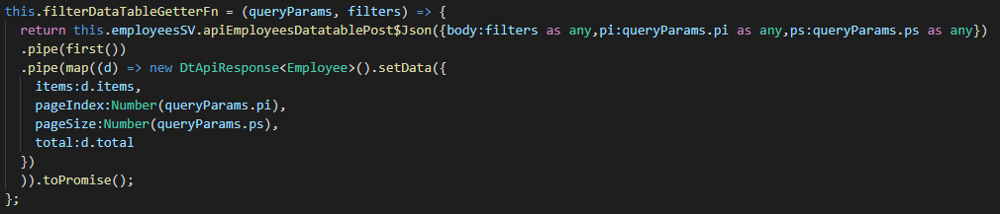 this.filterDataTableGetterFn = (queryParams, filters) => {
return this.employeesSV.apiEmployeesDatatablePost$Json({body:filters as any,pi:queryParams.pi as any,ps:queryParams.ps as any})
.pipe(first())
.pipe(map((d) => new DtApiResponse<Employee>().setData({
items:d.items,
pageIndex:Number(queryParams.pi),
pageSize:Number(queryParams.ps),
total:d.total
})
)).toPromise();
};